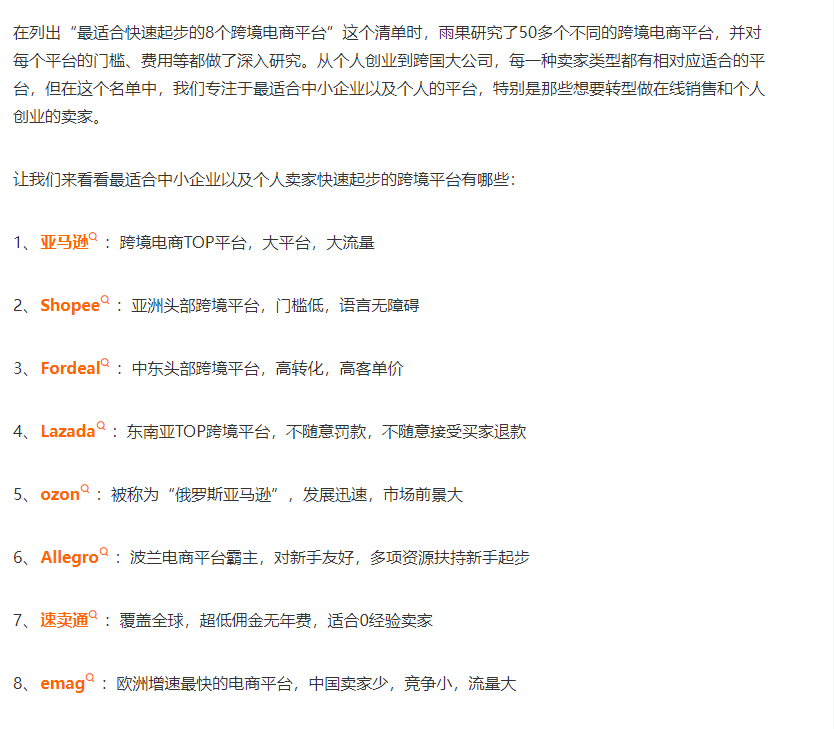 在列出“最适合快速起步的8个跨境电商平台”这个清单时，雨果研究了50多个不同的跨境电商平台，并对
每个平台的门槛、费用等都做了深入研究。从个人创业到跨国大公司，每一种卖家类型都有相对应适合的平
台，但在这个名单中，我们专注于最适合中小企业以及个人的平台，特别是那些想要转型做在线销售和个人
创业的卖家。
让我们来看看最适合中小企业以及个人卖家快速起步的跨境平台有哪些：
1、亚马逊：跨境电商TOP平台，大平台，大流量
2、Shopee：亚洲头部跨境平台，门槛低，语言无障碍
3、Fordeal：中东头部跨境平台，高转化，高客单价
4、Lazada：东南亚TOP跨境平台，不随意罚款，不随意接受买家退款
5、ozon：被称为“俄罗斯亚马逊”，发展迅速，市场前景大
6、Allegro：波兰电商平台霸主，对新手友好，多项资源扶持新手起步
7、速卖通：覆盖全球，超低佣金无年费，适合0经验卖家
8、emag：欧洲增速最快的电商平台，中国卖家少，竞争小，流量大